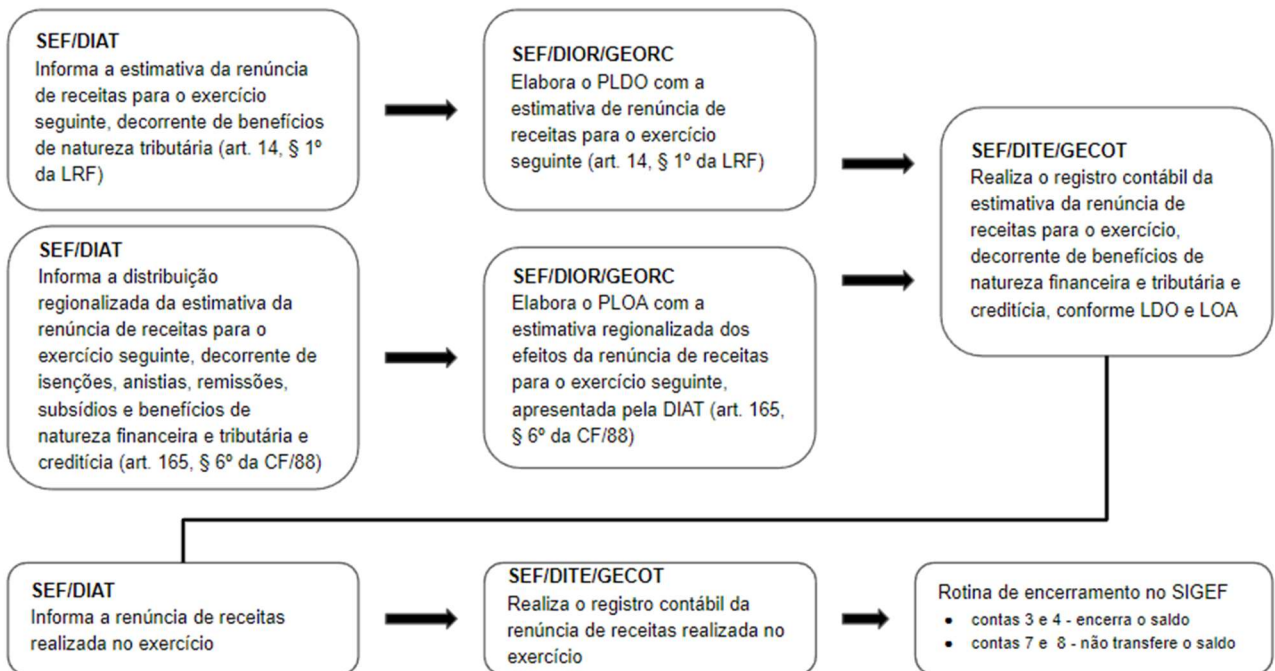 SEF/DIAT
Informa a estimativa da renúncia
de receitas para o exercício
seguinte, decorrente de benefícios
de natureza tributária (art. 14, § 1º
da LRF)
SEF/DIOR/GEORC
Elabora o PLDO com a
estimativa de renúncia de
receitas para o exercício
seguinte (art. 14, § 1º da LRF)
SEF/DIAT
Informa a distribuição
regionalizada da estimativa da
renúncia de receitas para o
exercício seguinte, decorrente de
isenções, anistias, remissões,
subsídios e benefícios de
natureza financeira e tributária e
creditícia (art. 165, § 6º da CF/88)
SEF/DIOR/GEORC
Elabora o PLOA com a
estimativa regionalizada dos
efeitos da renúncia de receitas
para o exercício seguinte,
apresentada pela DIAT (art. 165,
§ 6º da CF/88)
SEF/DITE/GECOT
Realiza o registro contábil da
estimativa da renúncia de
receitas para o exercício,
decorrente de benefícios de
natureza financeira e tributária e
creditícia, conforme LDO e LOA
SEF/DIAT
Informa a renúncia de receitas
realizada no exercício
SEF/DITE/GECOT
Realiza o registro contábil da
renúncia de receitas realizada no
exercício
Rotina de encerramento no SIGEF
• contas 3 e 4 - encerra o saldo
• contas 7 e 8 - não transfere o saldo